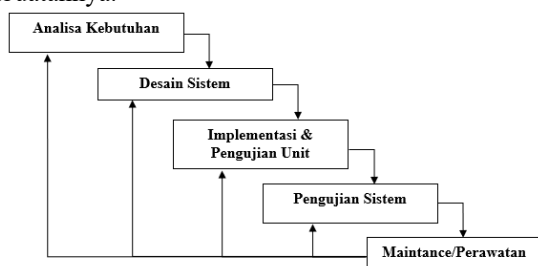 Analisa Kebutuhan
Desain Sistem
Implementasi &
Pengujian Unit
Pengujian Sistem
Maintance/Perawatan